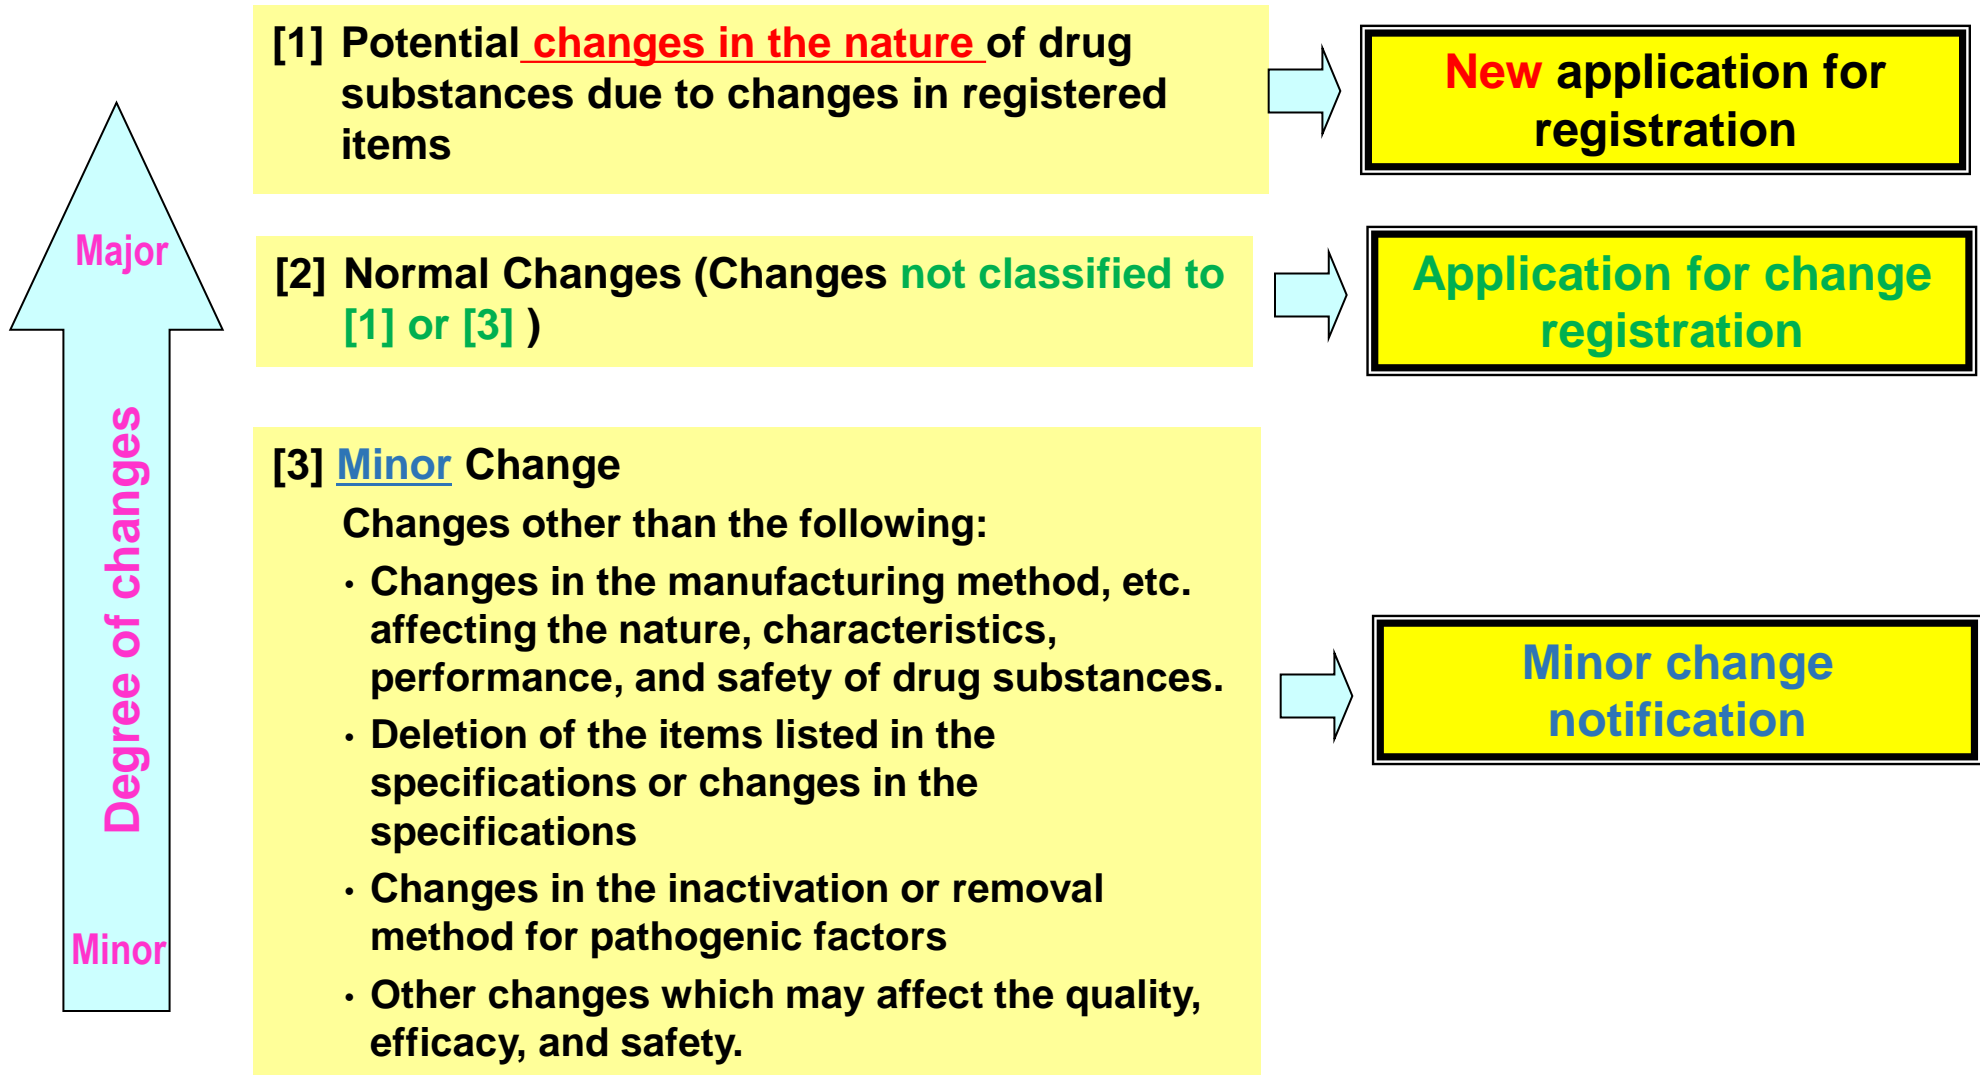 [1] Potential changes in the nature of drug
substances due to changes in registered
items
New application for
registration
Major
[2] Normal Changes (Changes not classified to
[1] or [3] )
Application for change
registration
Degree of changes
[3] Minor Change
Changes other than the following:
・Changes in the manufacturing method, etc.
affecting the nature, characteristics,
performance, and safety of drug substances.
・Deletion of the items listed in the
specifications or changes in the
specifications
・Changes in the inactivation or removal
method for pathogenic factors
・Other changes which may affect the quality,
efficacy, and safety.
Minor change
notification
Minor